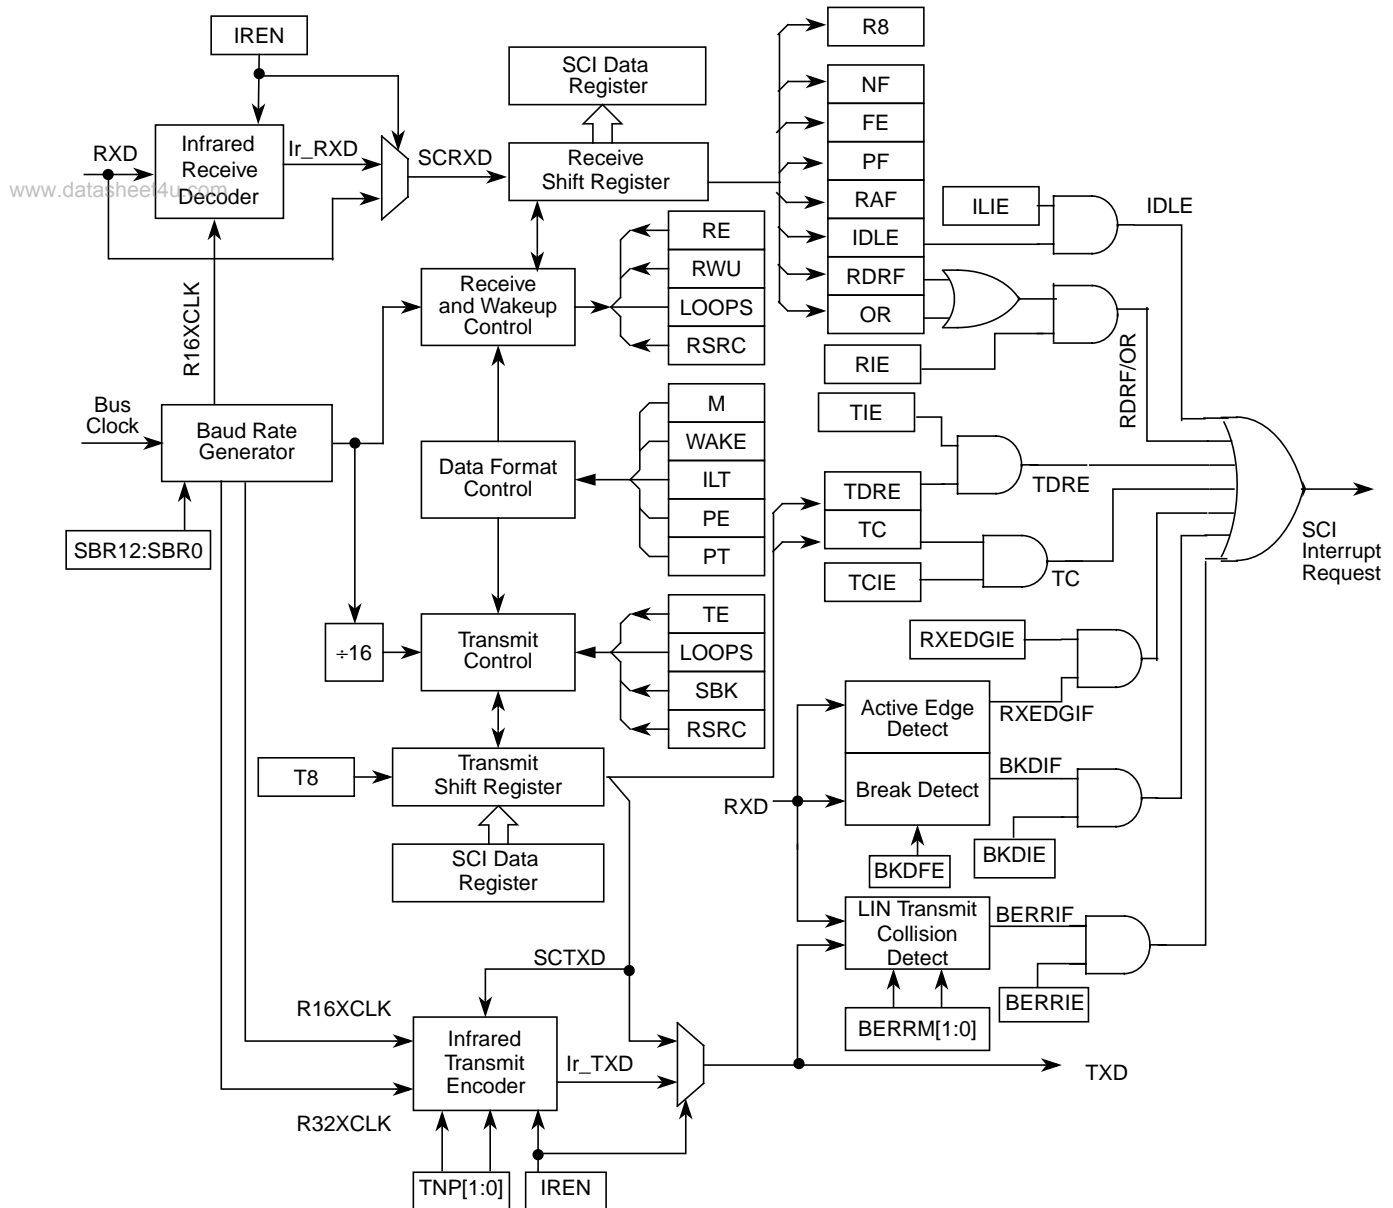 IREN
R8
SCI Data
Register
NF
FE
PF
RAF
IDLE
RDRF
OR
RXD
Infrared
Receive
Decoder
Ir_RXD
SCRXD
Receive
Shift Register
www.datasheet4u.com
ILIE
IDLE
RE
RWU
LOOPS
RSRC
Receive
and Wakeup
Control
R16XCLK
RIE
RDRF/OR
Bus
Clock
Baud Rate
Generator
M
WAKE
ILT
PE
PT
Data Format
Control
TIE
TDRE
TC
TDRE
TCIE
TC
SBR12:SBR0
SCI
Interrupt
Request
÷16
Transmit
Control
TE
LOOPS
SBK
RSRC
RXEDGIE
Active Edge
Detect
RXEDGIF
T8
Transmit
Shift Register
RXD
Break Detect
BKDIF
BKDIE
BKDFE
SCI Data
Register
LIN Transmit
Collision
Detect
BERRIF
BERRIE
BERRM[1:0]
SCTXD
R16XCLK
Infrared
Transmit
Encoder
Ir_TXD
TXD
R32XCLK
TNP[1:0]
IREN